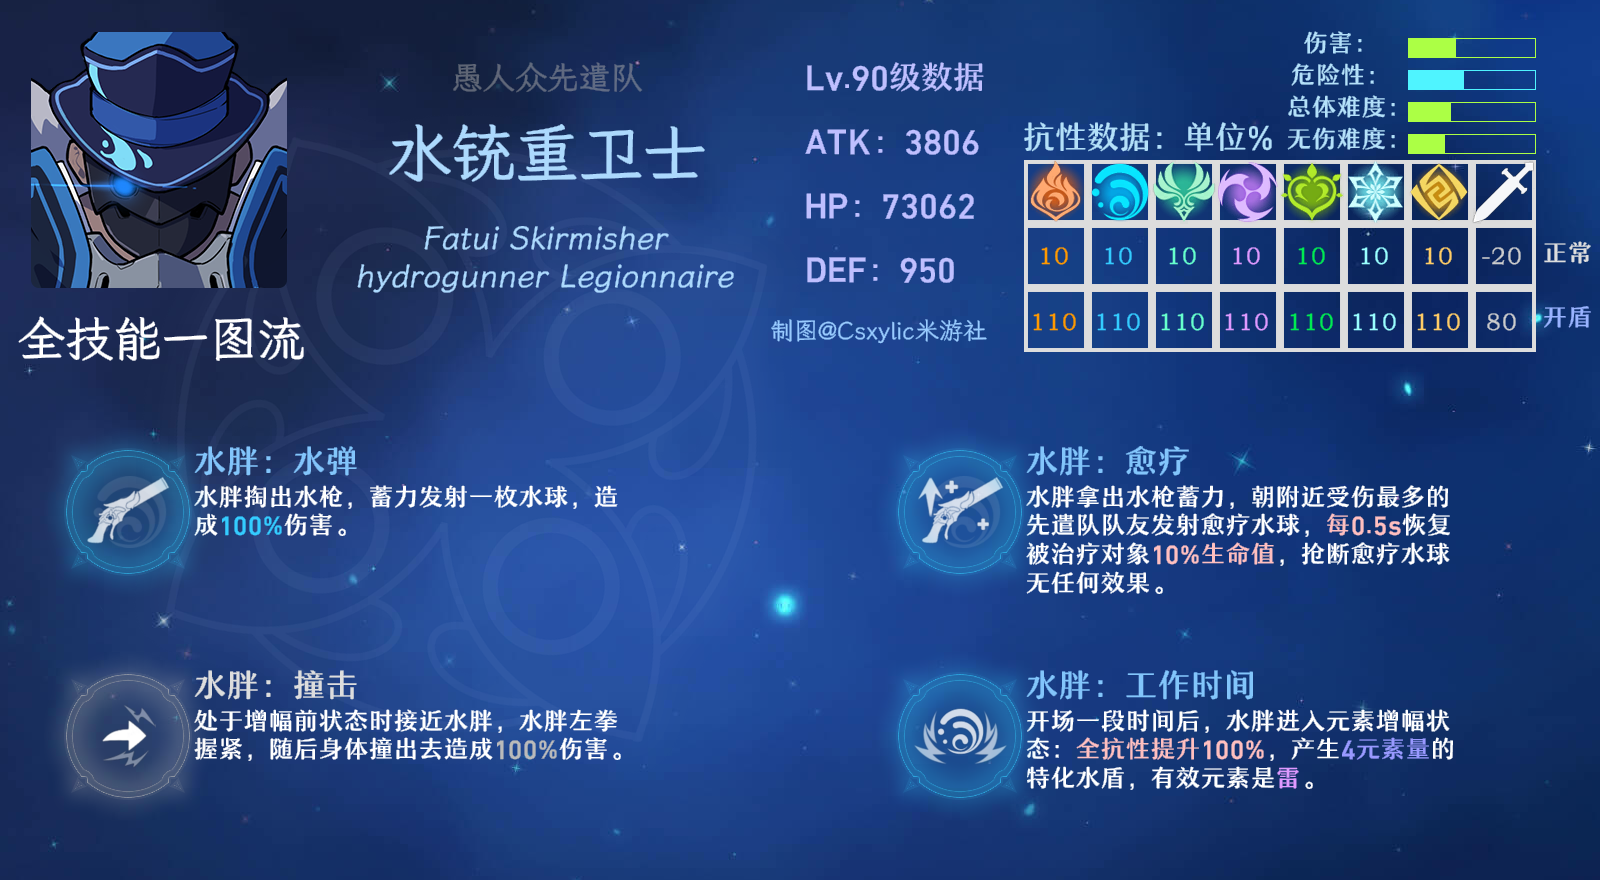 愚人众先遣队
水铳重卫士
Fatui Skirmisher
hydrogunner Legionnaire
全技能一图流
Lv.90级数据
ATK：3806
HP：73062
DEF：950
制图@Csxylic米游社
伤害：
危险性：
总体难度：
无伤难度：
抗性数据：单位%
10 10 10 10 10 10 10 -20 正常
110 110 110 110 110 110 110 80 开盾
水胖：水弹
水胖掏出水枪，蓄力发射一枚水球，造
成100%伤害。
水胖：愈疗
水胖拿出水枪蓄力，朝附近受伤最多的
先遣队队友发射愈疗水球，每0.5s恢复
被治疗对象10%生命值，抢断愈疗水球
无任何效果。
水胖：撞击
处于增幅前状态时接近水胖，水胖左拳
握紧，随后身体撞出去造成100%伤害。
水胖：工作时间
开场一段时间后，水胖进入元素增幅状
态：全抗性提升100%，产生4元素量的
特化水盾，有效元素是雷。